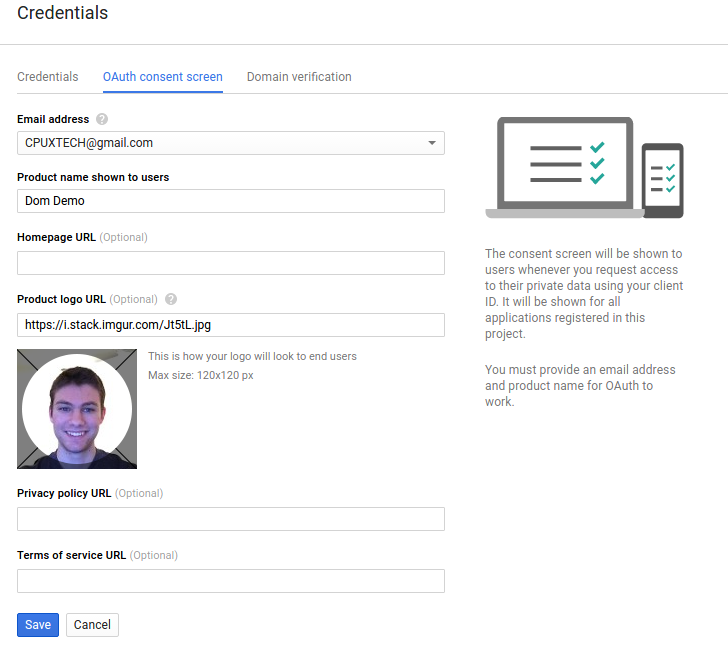 Credentials
Credentials OAuth consent screen Domain verification
Email address ?
CPUXTECH@gmail.com
Product name shown to users
Dom Demo
Homepage URL (Optional)
Product logo URL (Optional) ?
https://i.stack.imgur.com/Jt5tL.jpg
This is how your logo will look to end users
Max size: 120x120 px
Privacy policy URL (Optional)
Terms of service URL (Optional)
Save Cancel
The consent screen will be shown to
users whenever you request access
to their private data using your client
ID. It will be shown for all
applications registered in this
project.
You must provide an email address
and product name for OAuth to
work.